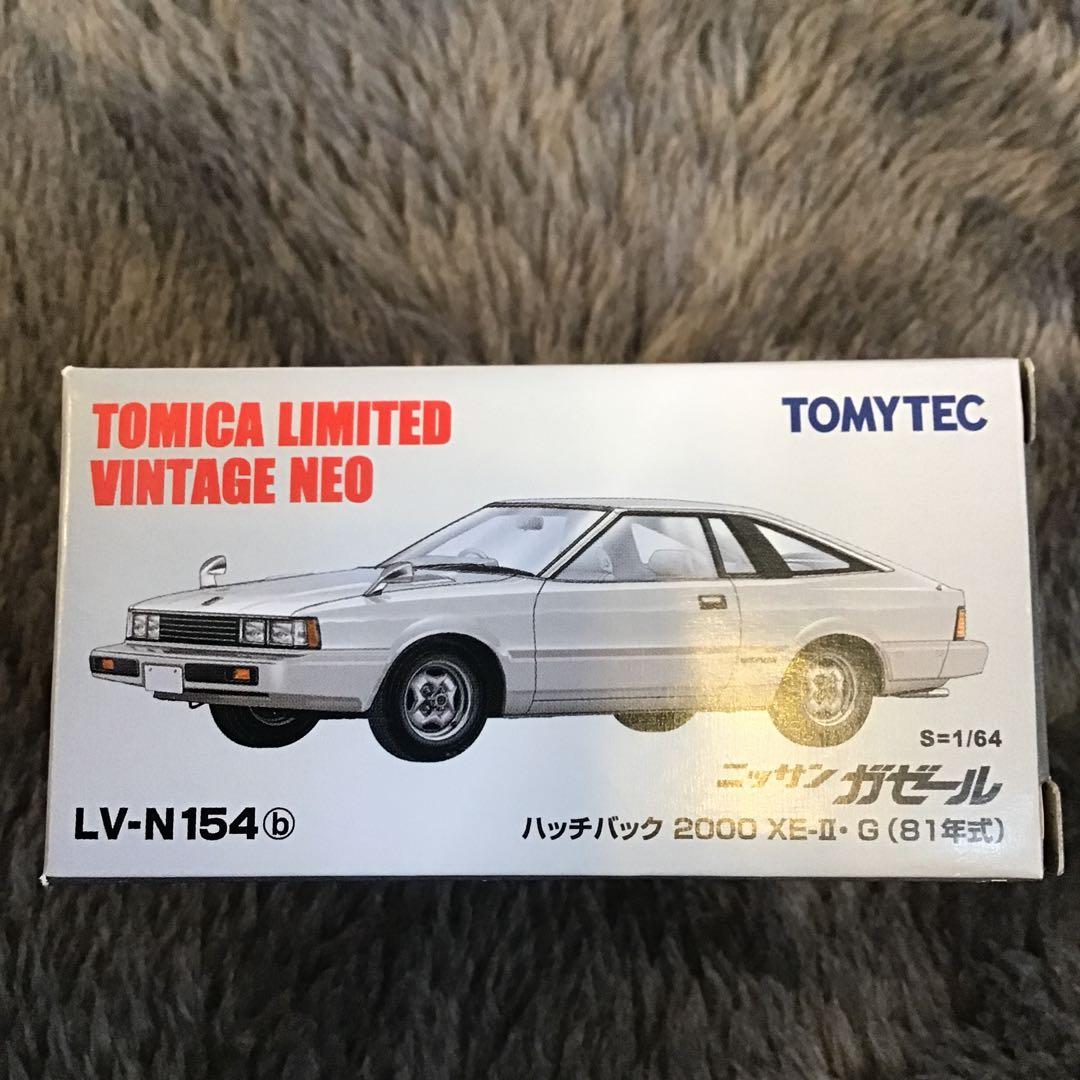 TOMICA LIMITED
VINTAGE NEO
TOMYTEC
S=1/64
ニッサン ガゼール
LV-N154ⓑ
ハッチバック 2000 XE-Ⅱ・G（81年式）